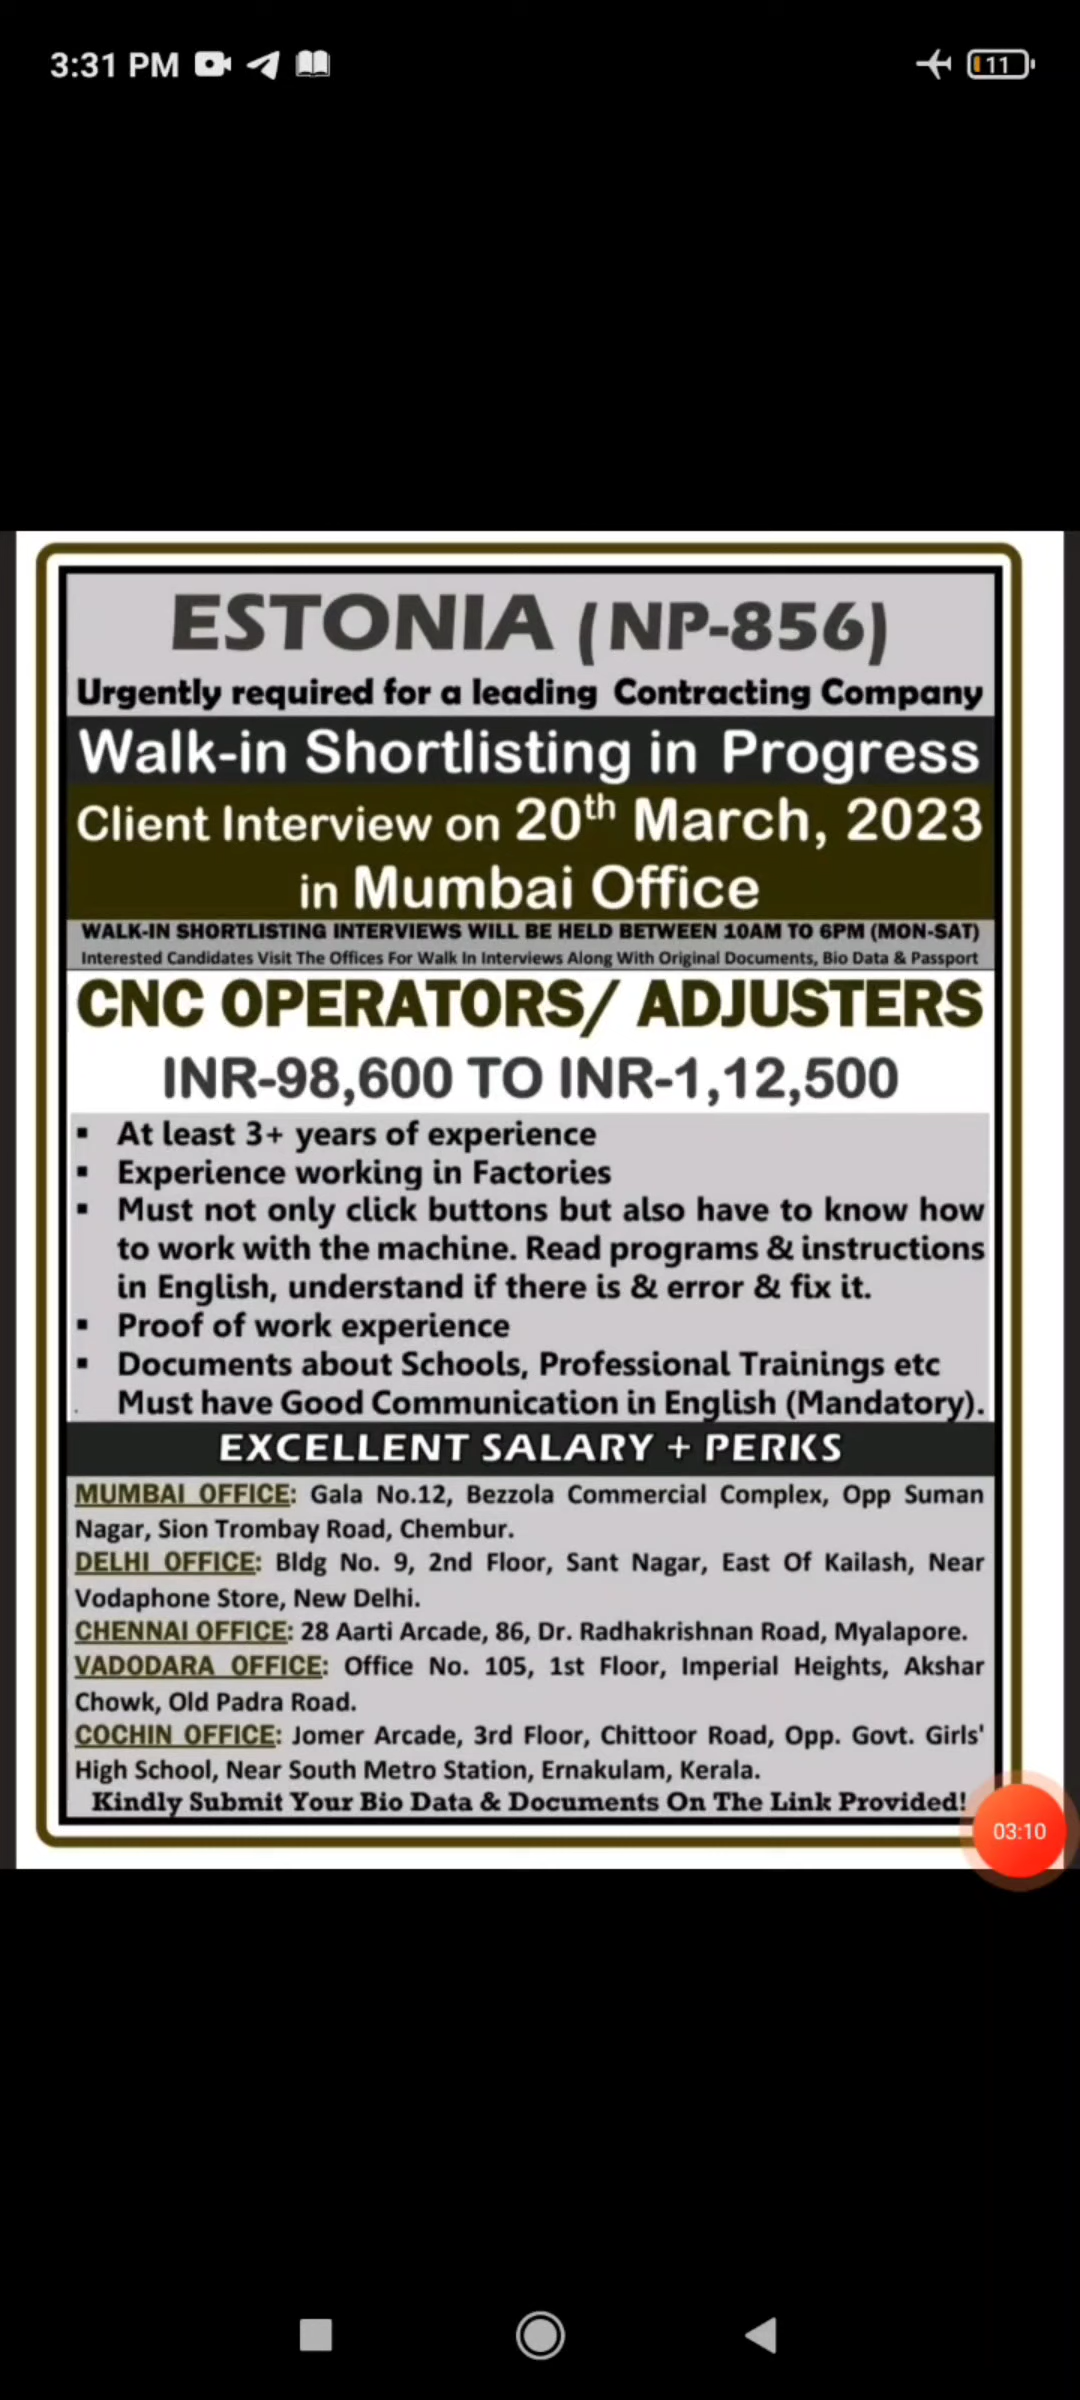 3:31 PM
11
ESTONIA (NP-856)
Urgently required for a leading Contracting Company
Walk-in Shortlisting in Progress
Client Interview on 20th March, 2023
in Mumbai Office
WALK-IN SHORTLISTING INTERVIEWS WILL BE HELD BETWEEN 10AM TO 6PM (MON-SAT)
Interested Candidates Visit The Offices For Walk In Interviews Along With Original Documents, Bio Data & Passport
CNC OPERATORS/ ADJUSTERS
INR-98,600 TO INR-1,12,500
▪ At least 3+ years of experience
▪ Experience working in Factories
▪ Must not only click buttons but also have to know how
to work with the machine. Read programs & instructions
in English, understand if there is & error & fix it.
▪ Proof of work experience
▪ Documents about Schools, Professional Trainings etc
. Must have Good Communication in English (Mandatory).
EXCELLENT SALARY + PERKS
MUMBAI OFFICE: Gala No.12, Bezzola Commercial Complex, Opp Suman
Nagar, Sion Trombay Road, Chembur.
DELHI OFFICE: Bldg No. 9, 2nd Floor, Sant Nagar, East Of Kailash, Near
Vodaphone Store, New Delhi.
CHENNAI OFFICE: 28 Aarti Arcade, 86, Dr. Radhakrishnan Road, Myalapore.
VADODARA OFFICE: Office No. 105, 1st Floor, Imperial Heights, Akshar
Chowk, Old Padra Road.
COCHIN OFFICE: Jomer Arcade, 3rd Floor, Chittoor Road, Opp. Govt. Girls'
High School, Near South Metro Station, Ernakulam, Kerala.
Kindly Submit Your Bio Data & Documents On The Link Provided!
03:10